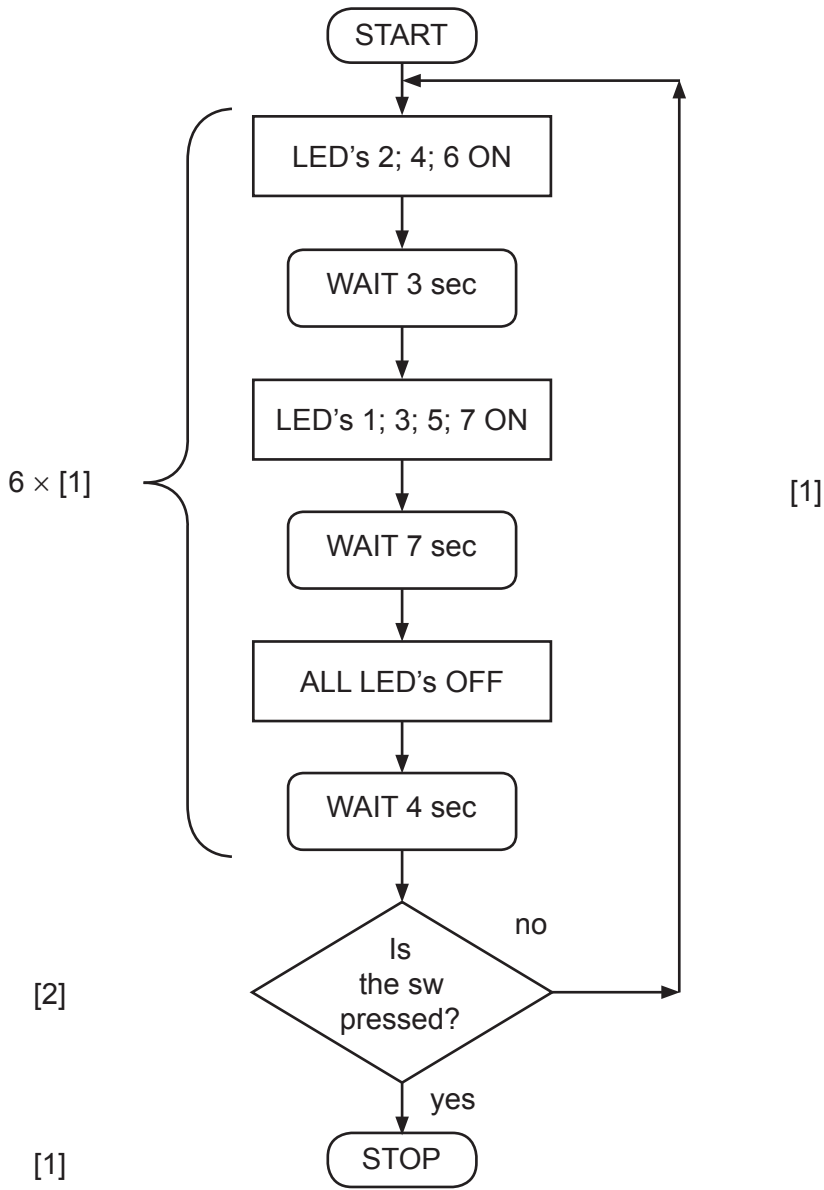 START
LED’s 2; 4; 6 ON
WAIT 3 sec
LED’s 1; 3; 5; 7 ON
6 × [1]
[1]
WAIT 7 sec
ALL LED’s OFF
WAIT 4 sec
no
Is
the sw
pressed?
[2]
yes
STOP
[1]